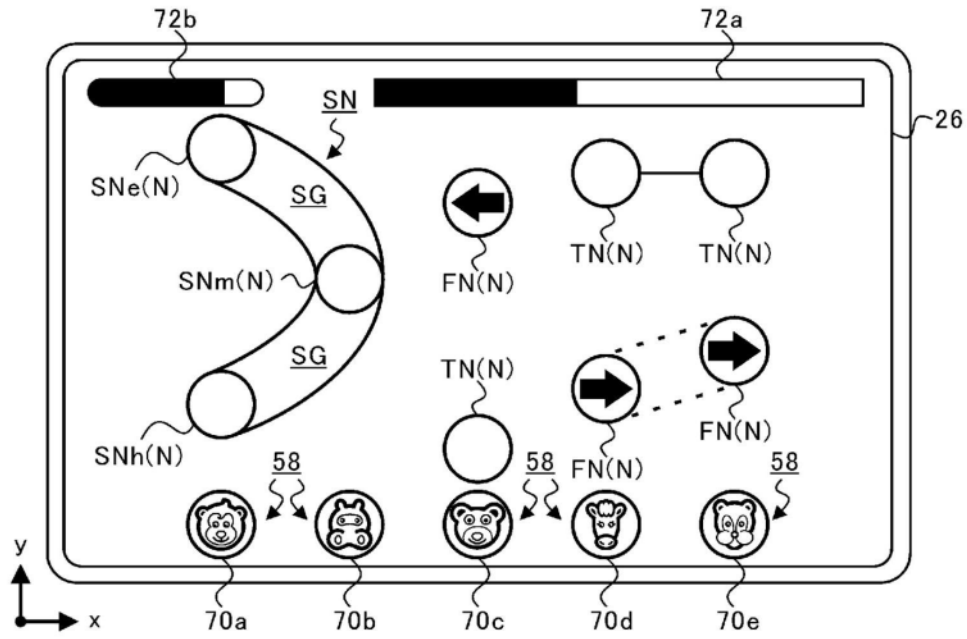 72b
72a
SN
26
SNe(N)
SG
TN(N)
TN(N)
SNm(N)
FN(N)
SG
TN(N)
FN(N)
SNh(N)
FN(N)
58
58
58
y
x
70a
70b
70c
70d
70e